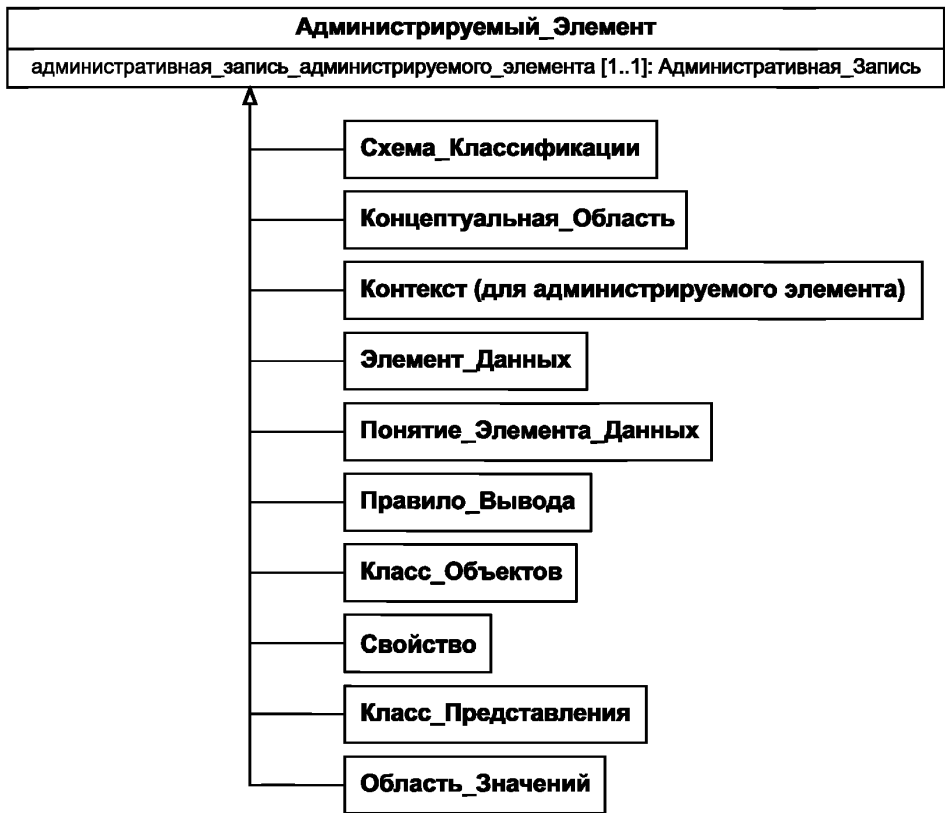 Администрируемый_Элемент
административная_запись_администрируемого_элемента [1..1]: Административная_Запись
Схема_Классификации
Концептуальная_Область
Контекст (для администрируемого элемента)
Элемент_Данных
Понятие_Элемента_Данных
Правило_Вывода
Класс_Объектов
Свойство
Класс_Представления
Область_Значений